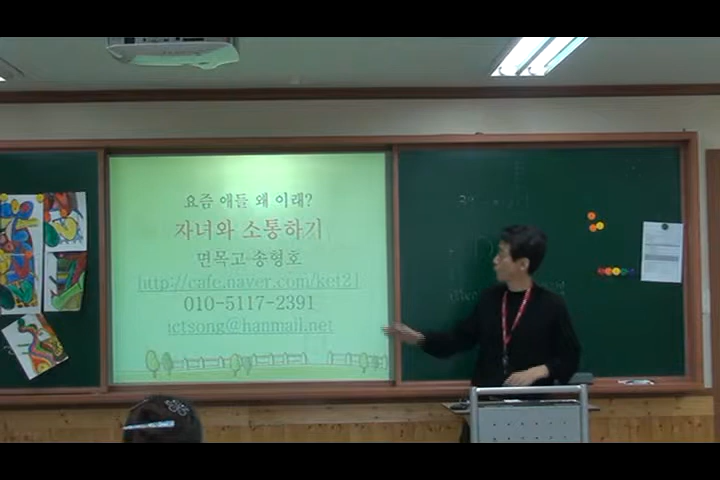 요즘 애들 왜 이래?
자녀와 소통하기
면목고 송형호
http://cafe.naver.com/ket21
010-5117-2391
ictsong@hanmail.net